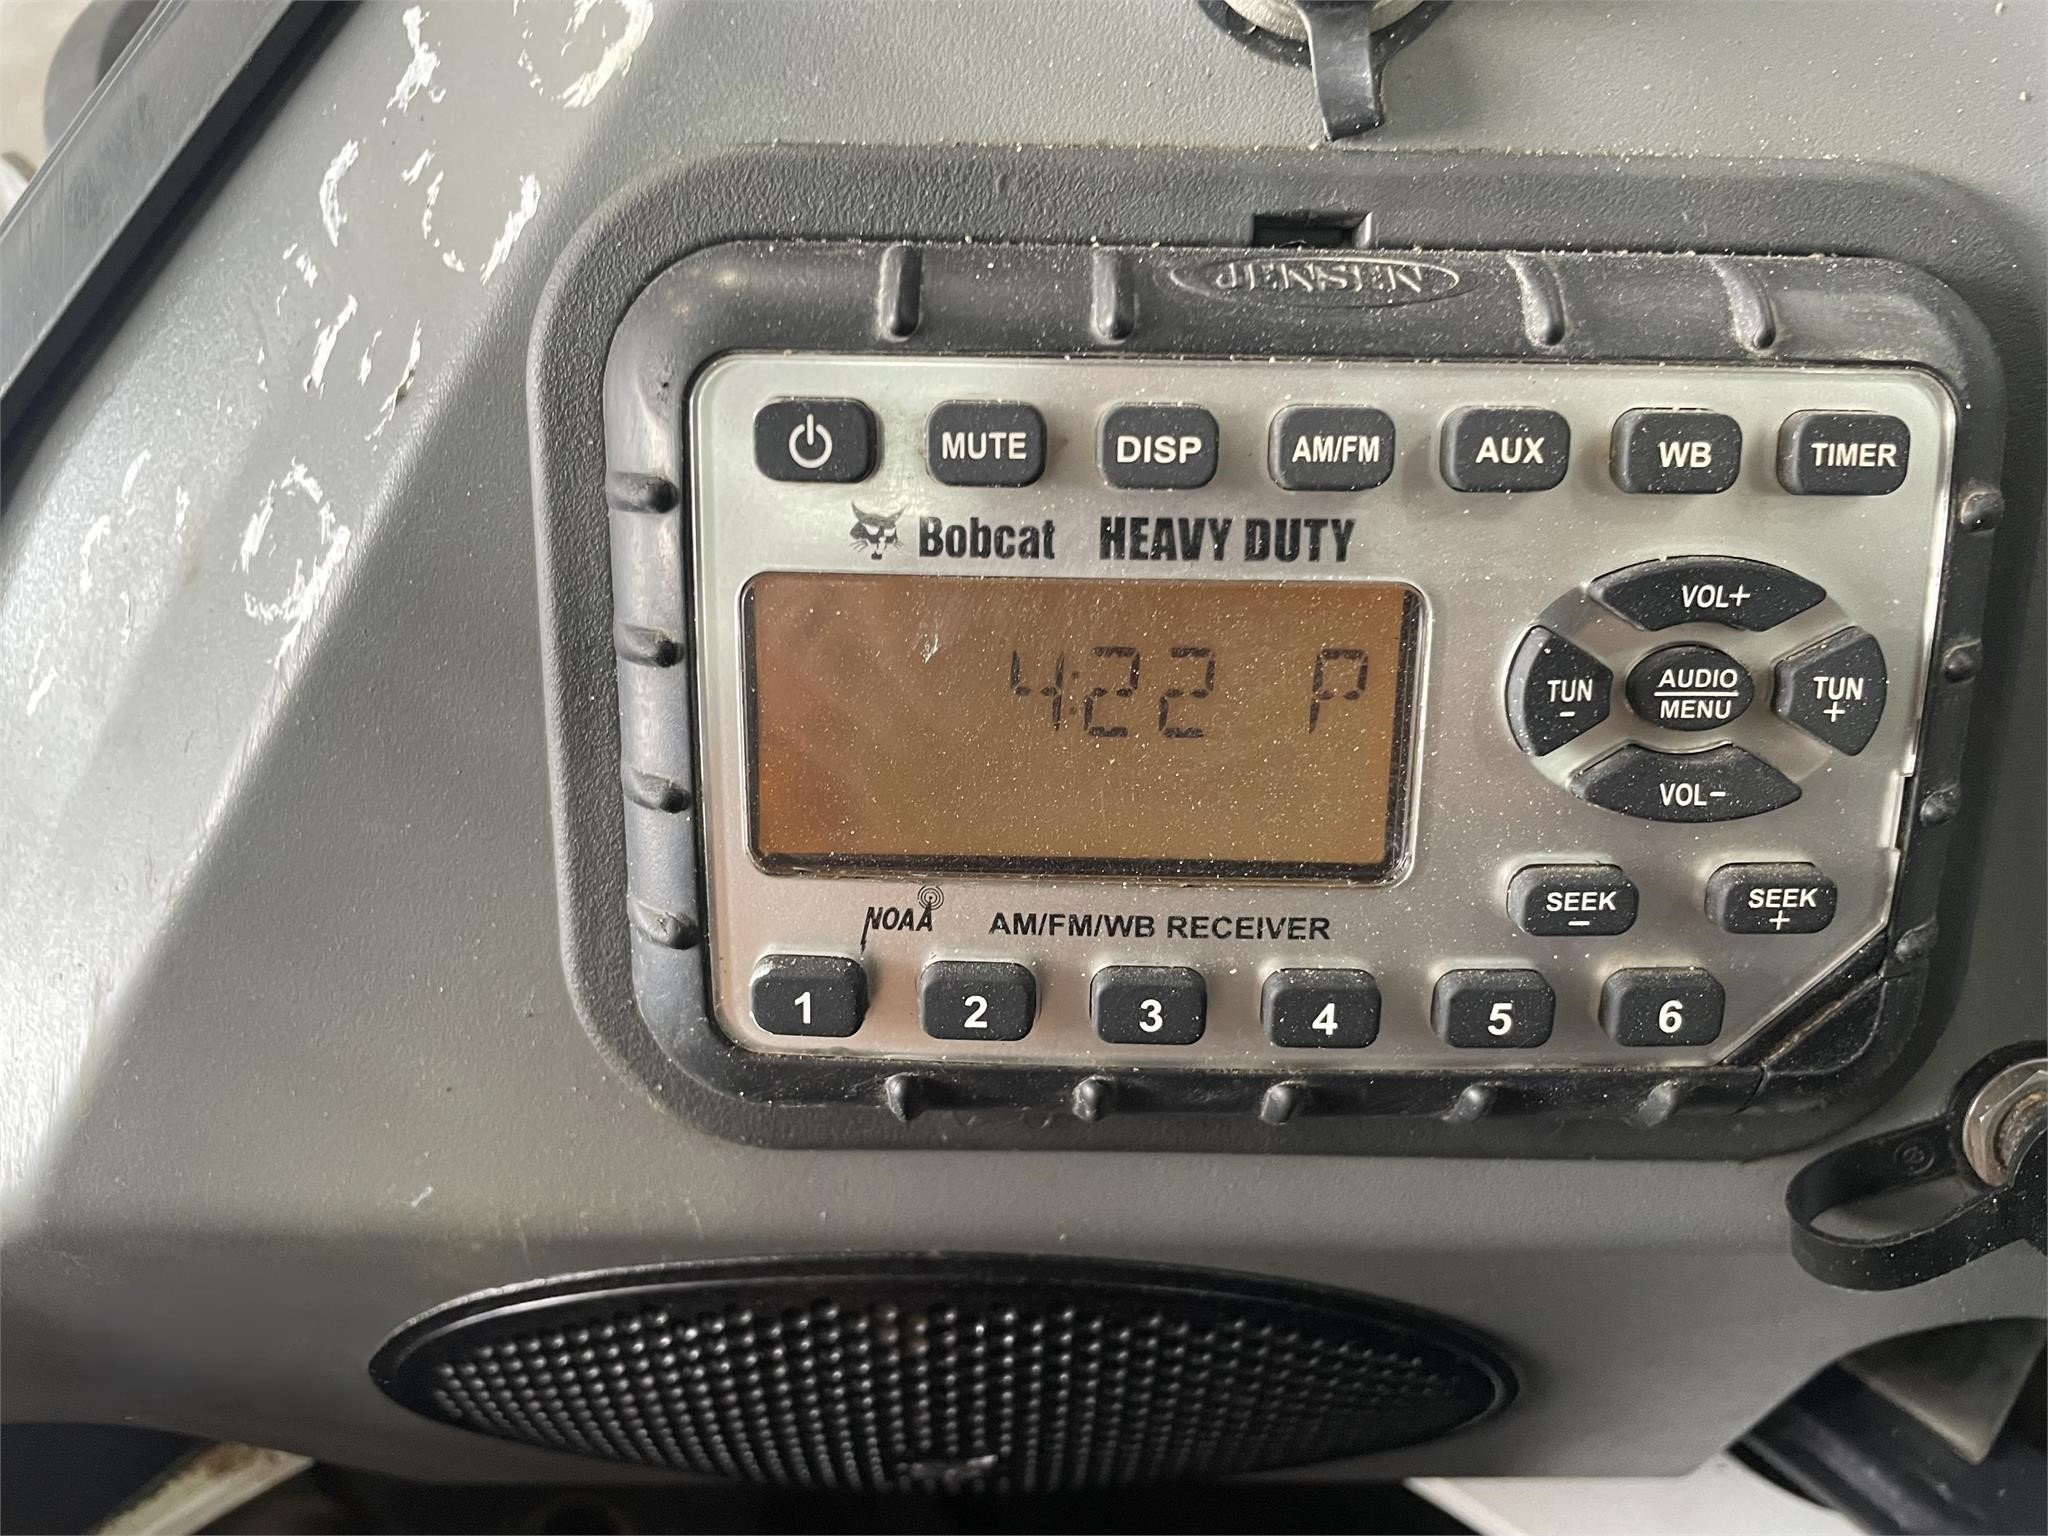 JENSEN
MUTE DISP AM/FM AUX WB TIMER
Bobcat HEAVY DUTY
4:22 P
VOL+
TUN
-
AUDIO
MENU
TUN
+
VOL-
NOAA AM/FM/WB RECEIVER
SEEK
-
SEEK
+
1 2 3 4 5 6